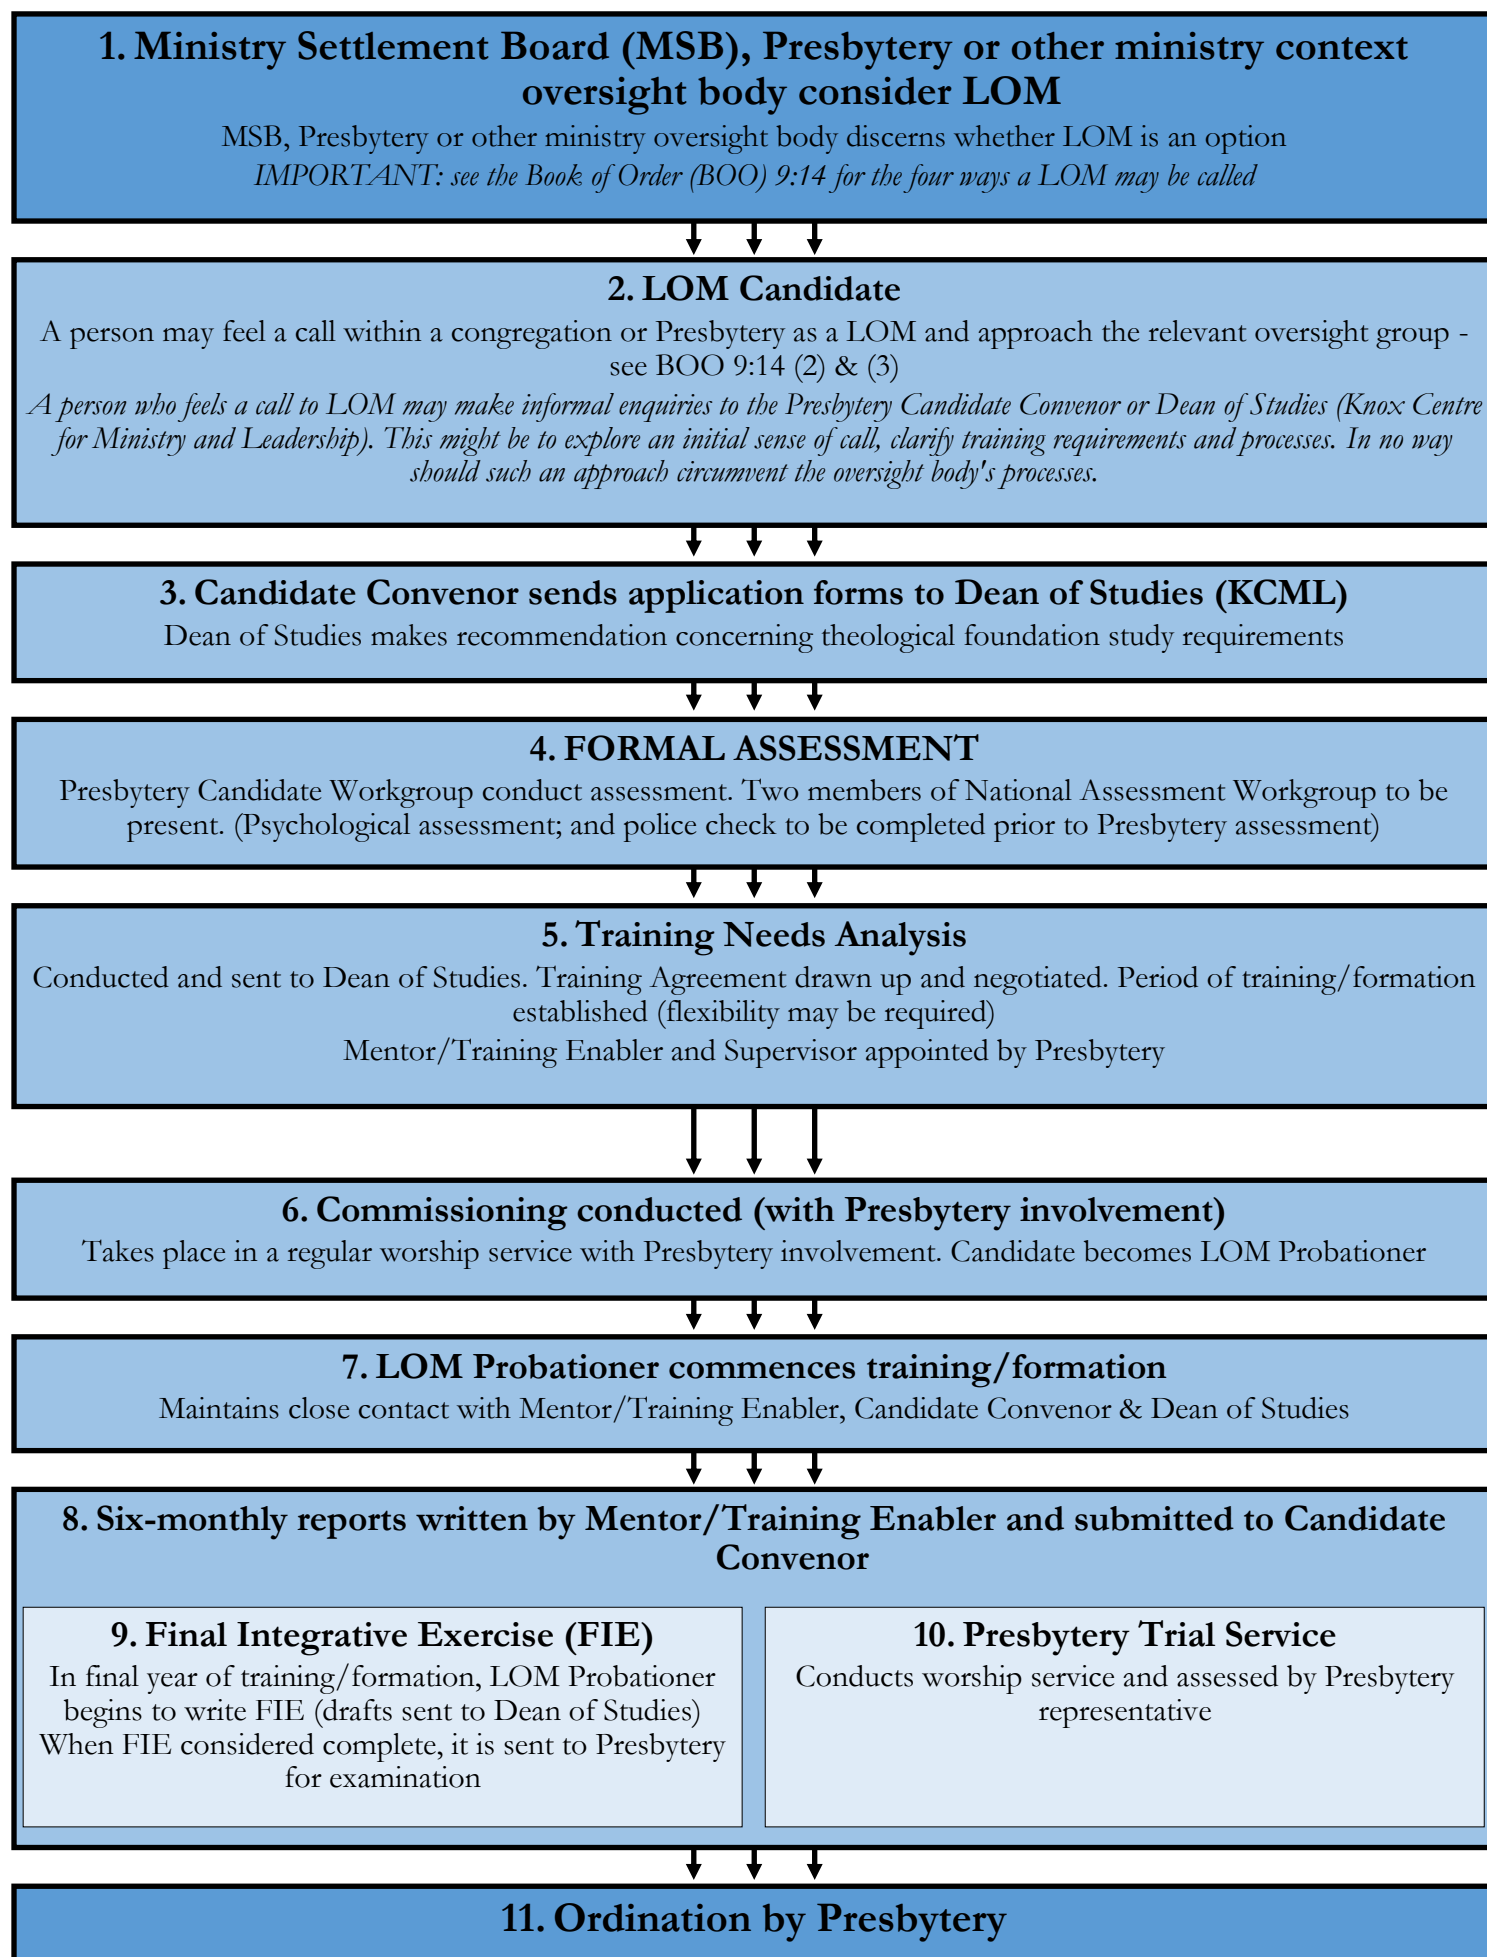 1. Ministry Settlement Board (MSB), Presbytery or other ministry context
oversight body consider LOM
MSB, Presbytery or other ministry oversight body discerns whether LOM is an option
IMPORTANT: see the Book of Order (BOO) 9:14 for the four ways a LOM may be called
2. LOM Candidate
A person may feel a call within a congregation or Presbytery as a LOM and approach the relevant oversight group -
see BOO 9:14 (2) & (3)
A person who feels a call to LOM may make informal enquiries to the Presbytery Candidate Convenor or Dean of Studies (Knox Centre
for Ministry and Leadership). This might be to explore an initial sense of call, clarify training requirements and processes. In no way
should such an approach circumvent the oversight body's processes.
3. Candidate Convenor sends application forms to Dean of Studies (KCML)
Dean of Studies makes recommendation concerning theological foundation study requirements
4. FORMAL ASSESSMENT
Presbytery Candidate Workgroup conduct assessment. Two members of National Assessment Workgroup to be
present. (Psychological assessment; and police check to be completed prior to Presbytery assessment)
5. Training Needs Analysis
Conducted and sent to Dean of Studies. Training Agreement drawn up and negotiated. Period of training/formation
established (flexibility may be required)
Mentor/Training Enabler and Supervisor appointed by Presbytery
6. Commissioning conducted (with Presbytery involvement)
Takes place in a regular worship service with Presbytery involvement. Candidate becomes LOM Probationer
7. LOM Probationer commences training/formation
Maintains close contact with Mentor/Training Enabler, Candidate Convenor & Dean of Studies
8. Six-monthly reports written by Mentor/Training Enabler and submitted to Candidate
Convenor
9. Final Integrative Exercise (FIE)
In final year of training/formation, LOM Probationer
begins to write FIE (drafts sent to Dean of Studies)
When FIE considered complete, it is sent to Presbytery
for examination
10. Presbytery Trial Service
Conducts worship service and assessed by Presbytery
representative
11. Ordination by Presbytery